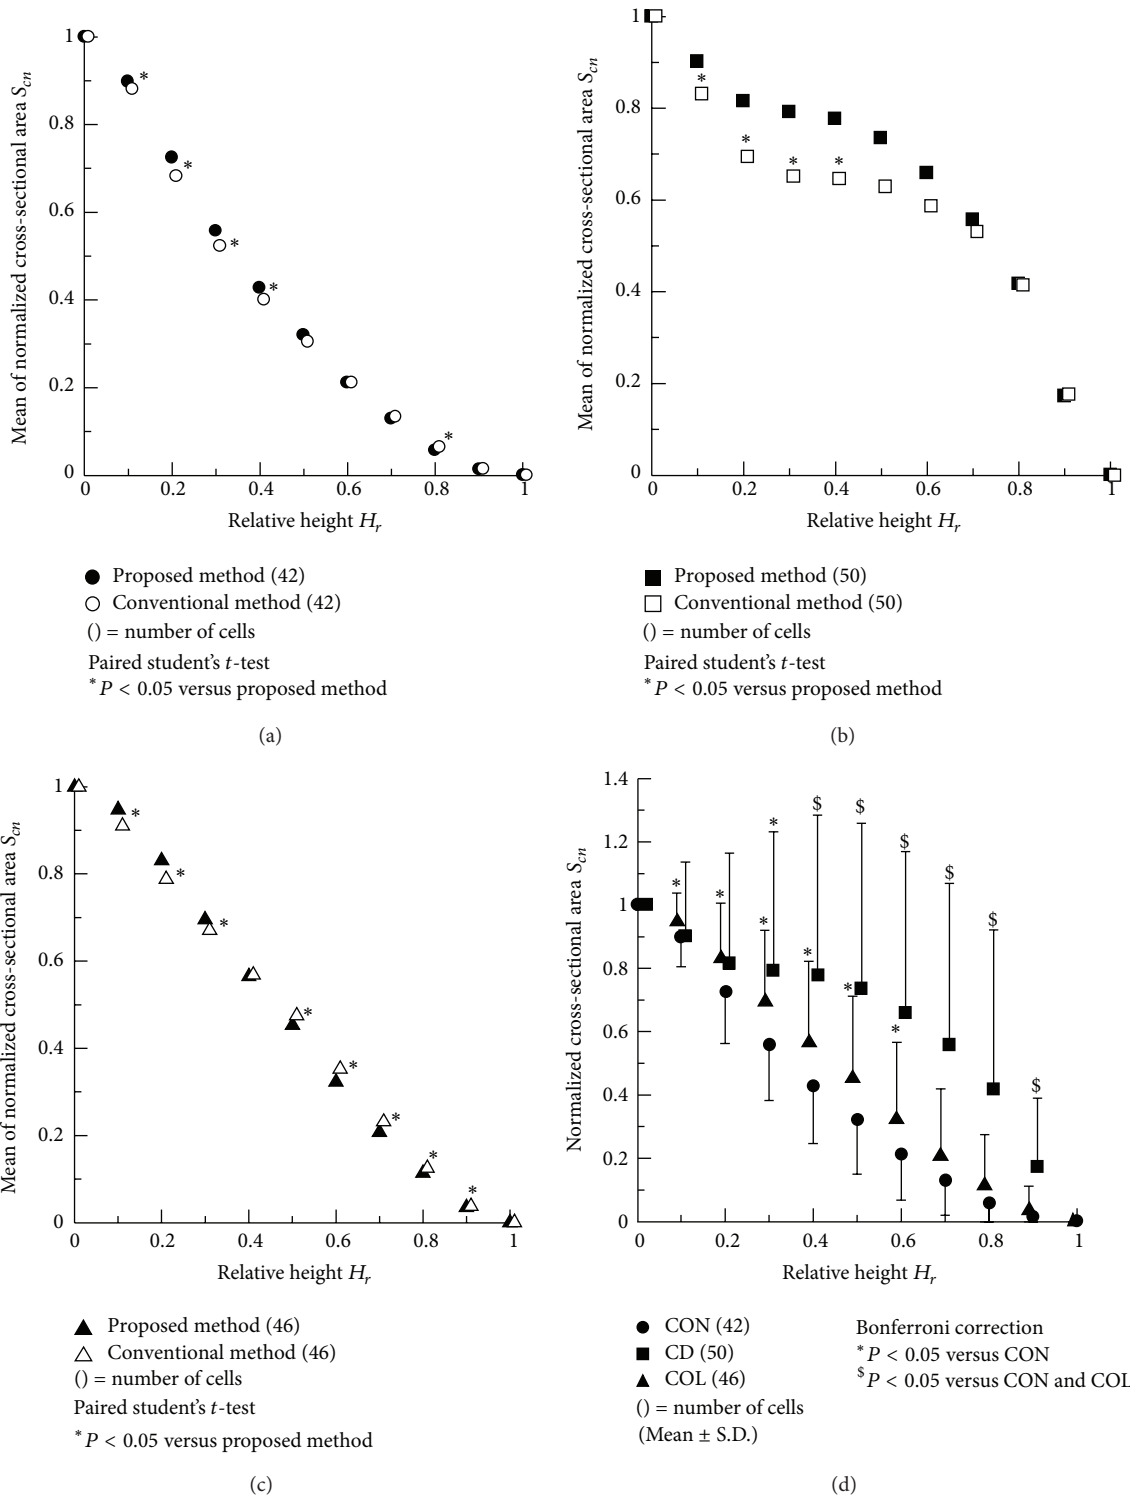 Mean of normalized cross-sectional area Scn
1
0.8
0.6
0.4
0.2
0
0 0.2 0.4 0.6 0.8 1
Relative height Hr
* * * * *
Proposed method (42)
Conventional method (42)
() = number of cells
Paired student's t-test
*P < 0.05 versus proposed method
(a)
Mean of normalized cross-sectional area Scn
1
0.8
0.6
0.4
0.2
0
0 0.2 0.4 0.6 0.8 1
Relative height Hr
* * * *
Proposed method (50)
Conventional method (50)
() = number of cells
Paired student's t-test
*P < 0.05 versus proposed method
(b)
Mean of normalized cross-sectional area Scn
1
0.8
0.6
0.4
0.2
0
0 0.2 0.4 0.6 0.8 1
Relative height Hr
* * * * * * * *
Proposed method (46)
Conventional method (46)
() = number of cells
Paired student's t-test
*P < 0.05 versus proposed method
(c)
Normalized cross-sectional area Scn
1.4
1.2
1
0.8
0.6
0.4
0.2
0
0 0.2 0.4 0.6 0.8 1
Relative height Hr
* * * * * * * $ $ $ $ $ $
CON (42)
CD (50)
COL (46)
() = number of cells
(Mean ± S.D.)
Bonferroni correction
*P < 0.05 versus CON
$P < 0.05 versus CON and COL
(d)